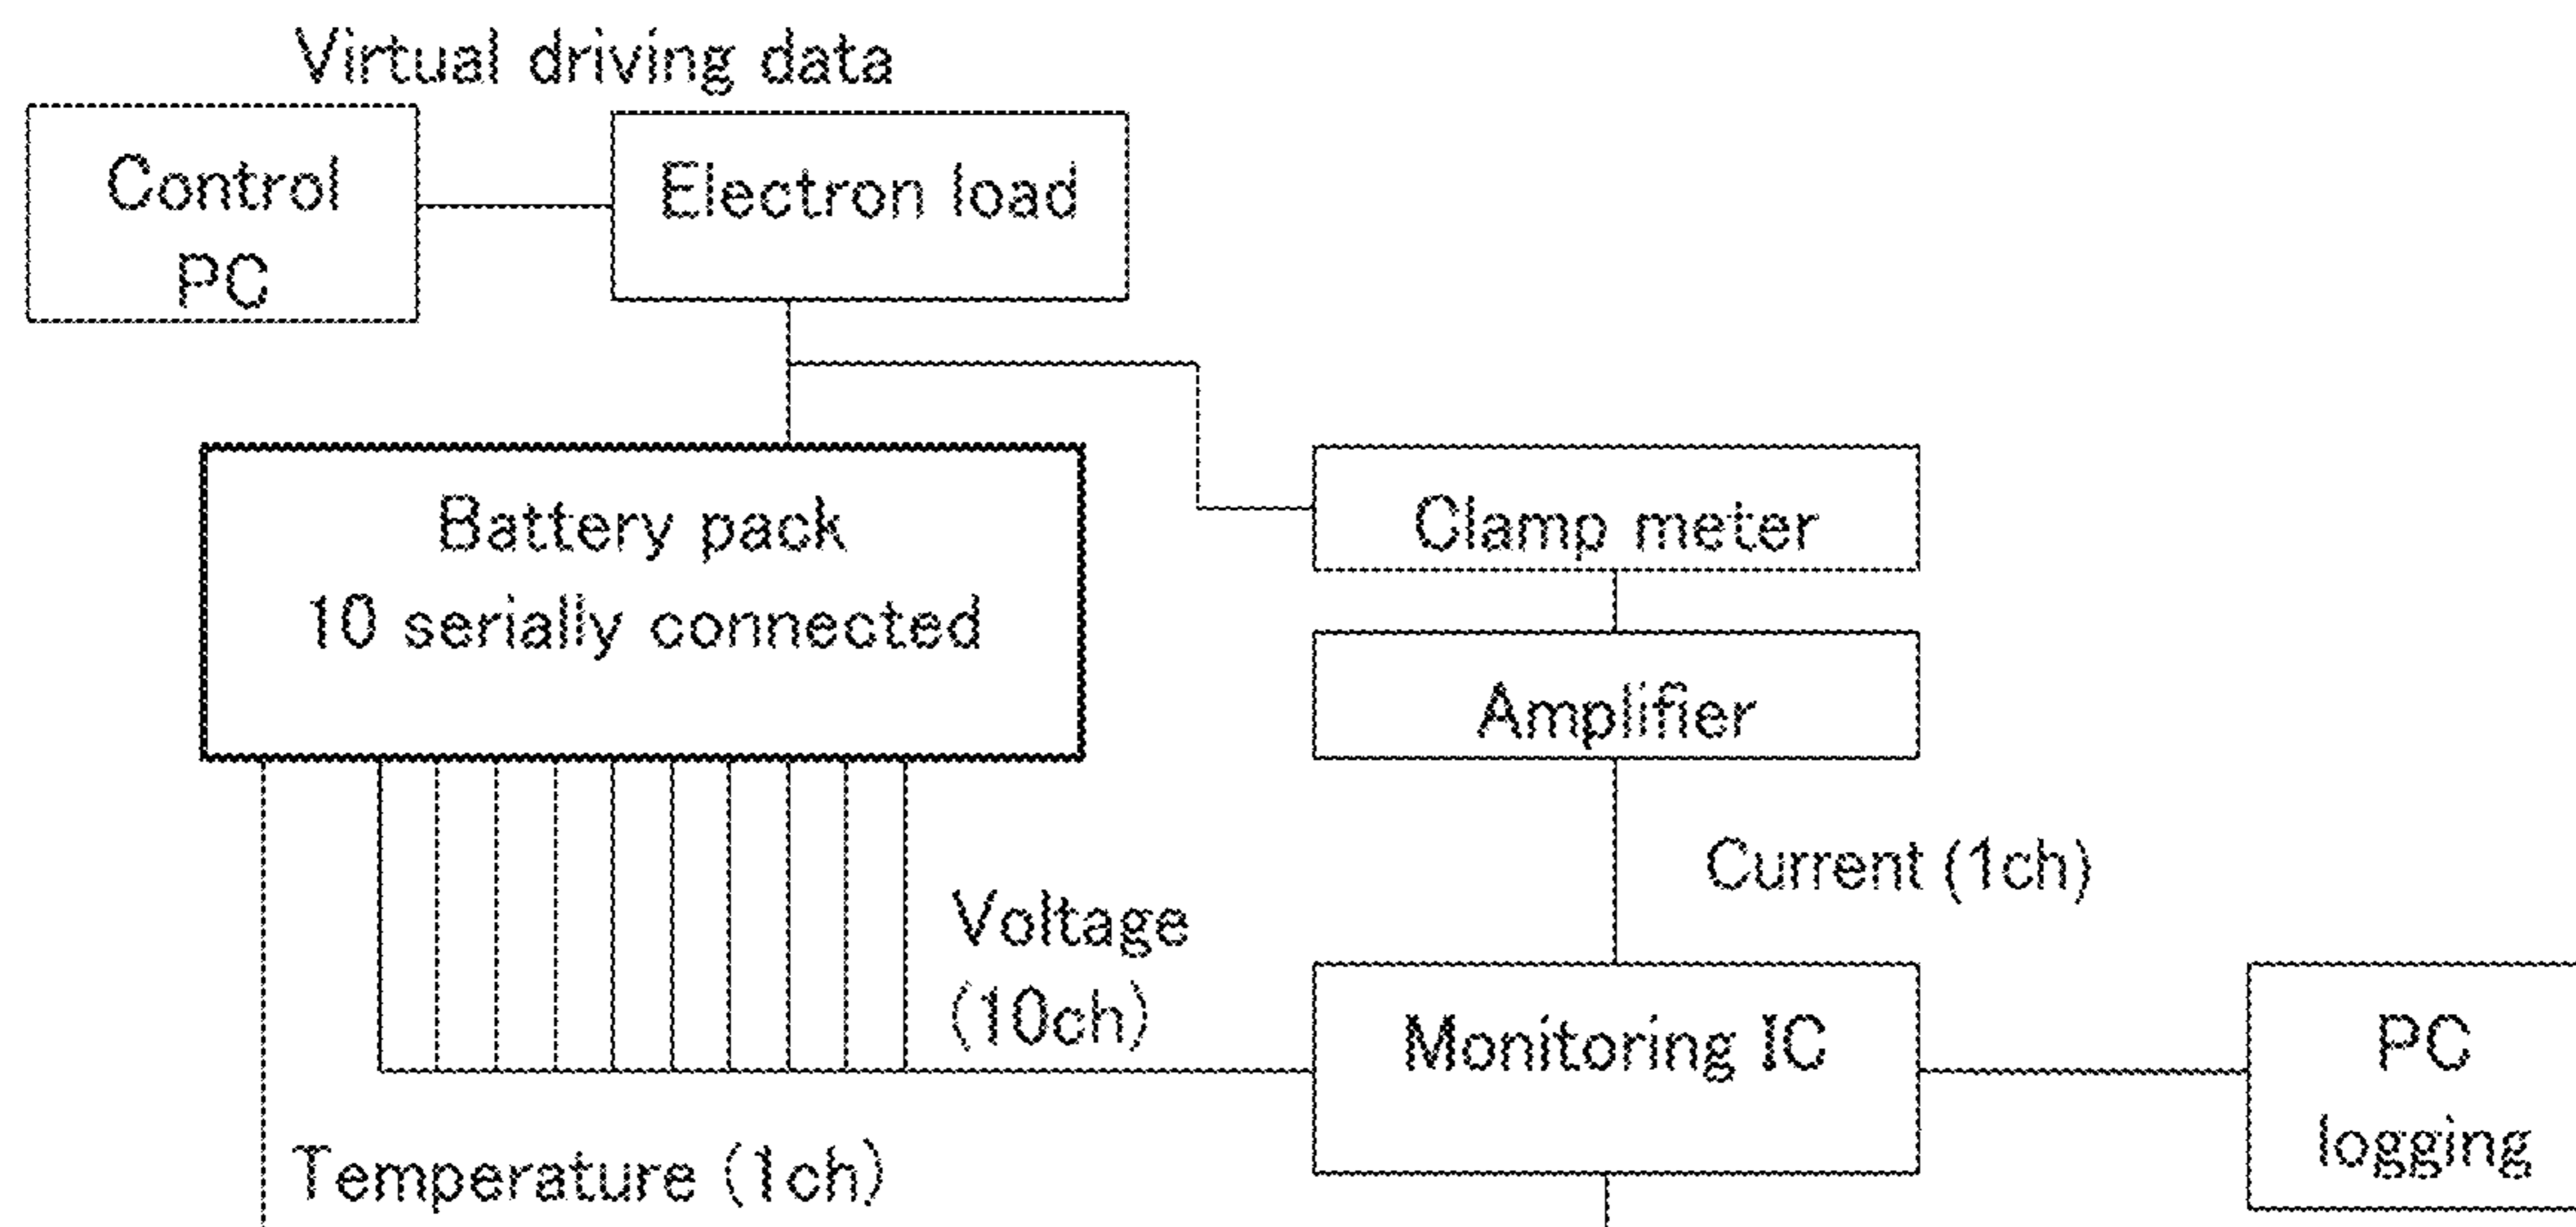 Virtual driving data
Control
PC
Electron load
Battery pack
10 serially connected
Clamp meter
Amplifier
Current (1ch)
Voltage
(10ch)
Monitoring IC
PC
logging
Temperature (1ch)